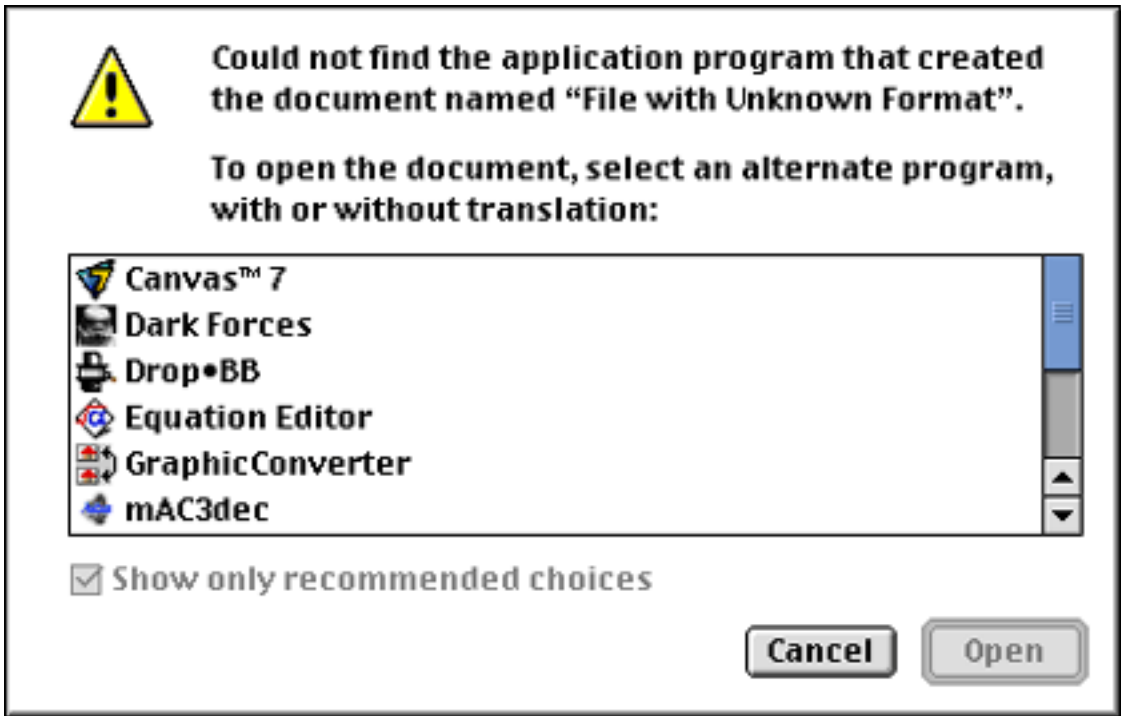 Could not find the application program that created
the document named “File with Unknown Format”.
To open the document, select an alternate program,
with or without translation:
Canvas™ 7
Dark Forces
Drop•BB
Equation Editor
GraphicConverter
mAC3dec
Show only recommended choices
Cancel
Open